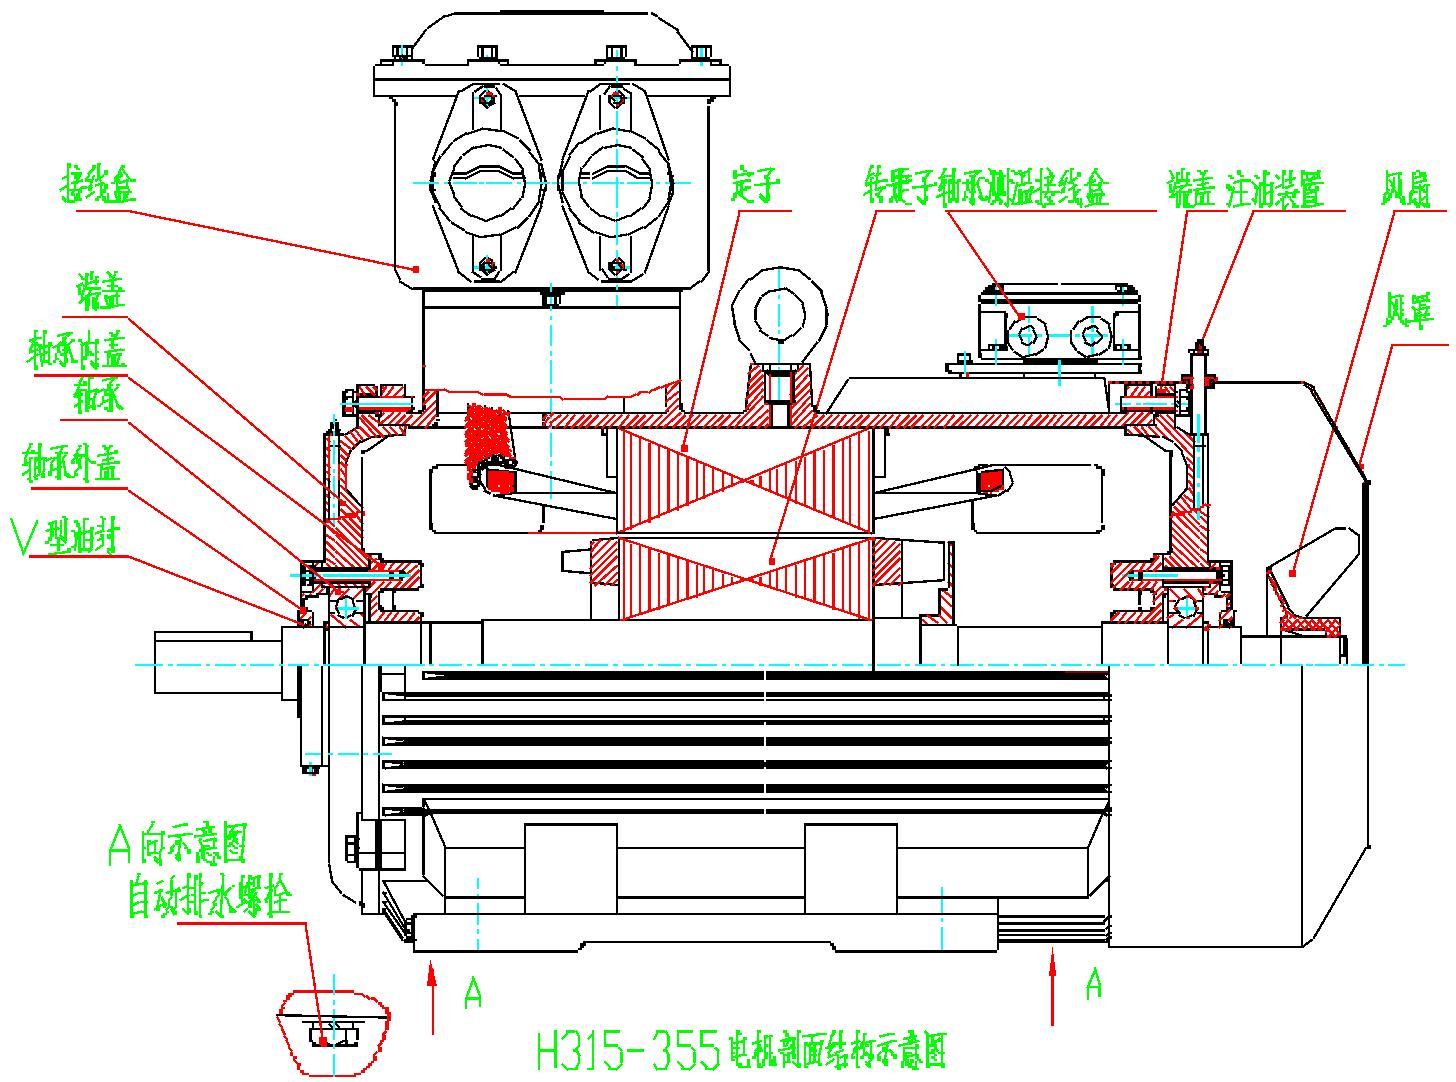 接线盒
定子
转定子轴承测温接线盒
端盖
注油装置
风扇
端盖
风罩
轴承内盖
轴承
轴承外盖
V型油封
A向示意图
自动排水螺栓
A
A
H315-355电机剖面结构示意图